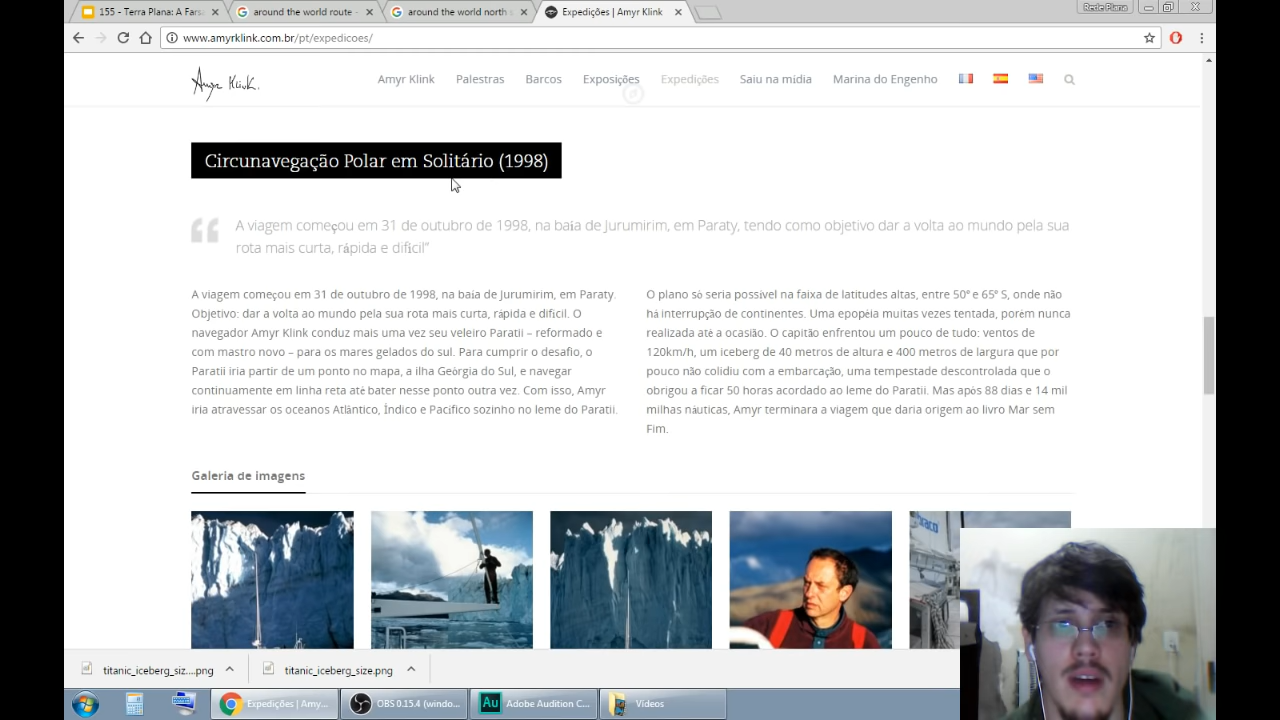 155 - Terra Plana: A Fars
around the world route -
around the world north
Expedições | Amyr Klink
Rede Plana
www.amyrklink.com.br/pt/expedicoes/
Amyr Klink.
Amyr Klink
Palestras
Barcos
Exposições
Expedições
Saiu na mídia
Marina do Engenho
Circunavegação Polar em Solitário (1998)
A viagem começou em 31 de outubro de 1998, na baía de Jurumirim, em Paraty, tendo como objetivo dar a volta ao mundo pela sua
rota mais curta, rápida e difícil”
A viagem começou em 31 de outubro de 1998, na baía de Jurumirim, em Paraty.
Objetivo: dar a volta ao mundo pela sua rota mais curta, rápida e difícil. O
navegador Amyr Klink conduz mais uma vez seu veleiro Paratii – reformado e
com mastro novo – para os mares gelados do sul. Para cumprir o desafio, o
Paratii iria partir de um ponto no mapa, a ilha Geórgia do Sul, e navegar
continuamente em linha reta até bater nesse ponto outra vez. Com isso, Amyr
iria atravessar os oceanos Atlântico, Índico e Pacífico sozinho no leme do Paratii.
O plano só seria possível na faixa de latitudes altas, entre 50º e 65º S, onde não
há interrupção de continentes. Uma epopéia muitas vezes tentada, porém nunca
realizada até a ocasião. O capitão enfrentou um pouco de tudo: ventos de
120km/h, um iceberg de 40 metros de altura e 400 metros de largura que por
pouco não colidiu com a embarcação, uma tempestade descontrolada que o
obrigou a ficar 50 horas acordado ao leme do Paratii. Mas após 88 dias e 14 mil
milhas náuticas, Amyr terminara a viagem que daria origem ao livro Mar sem
Fim.
Galeria de imagens
titanic_iceberg_siz....png
titanic_iceberg_size.png
Expedições | Amy...
OBS 0.15.4 (windo...
Au
Adobe Audition C...
Vídeos